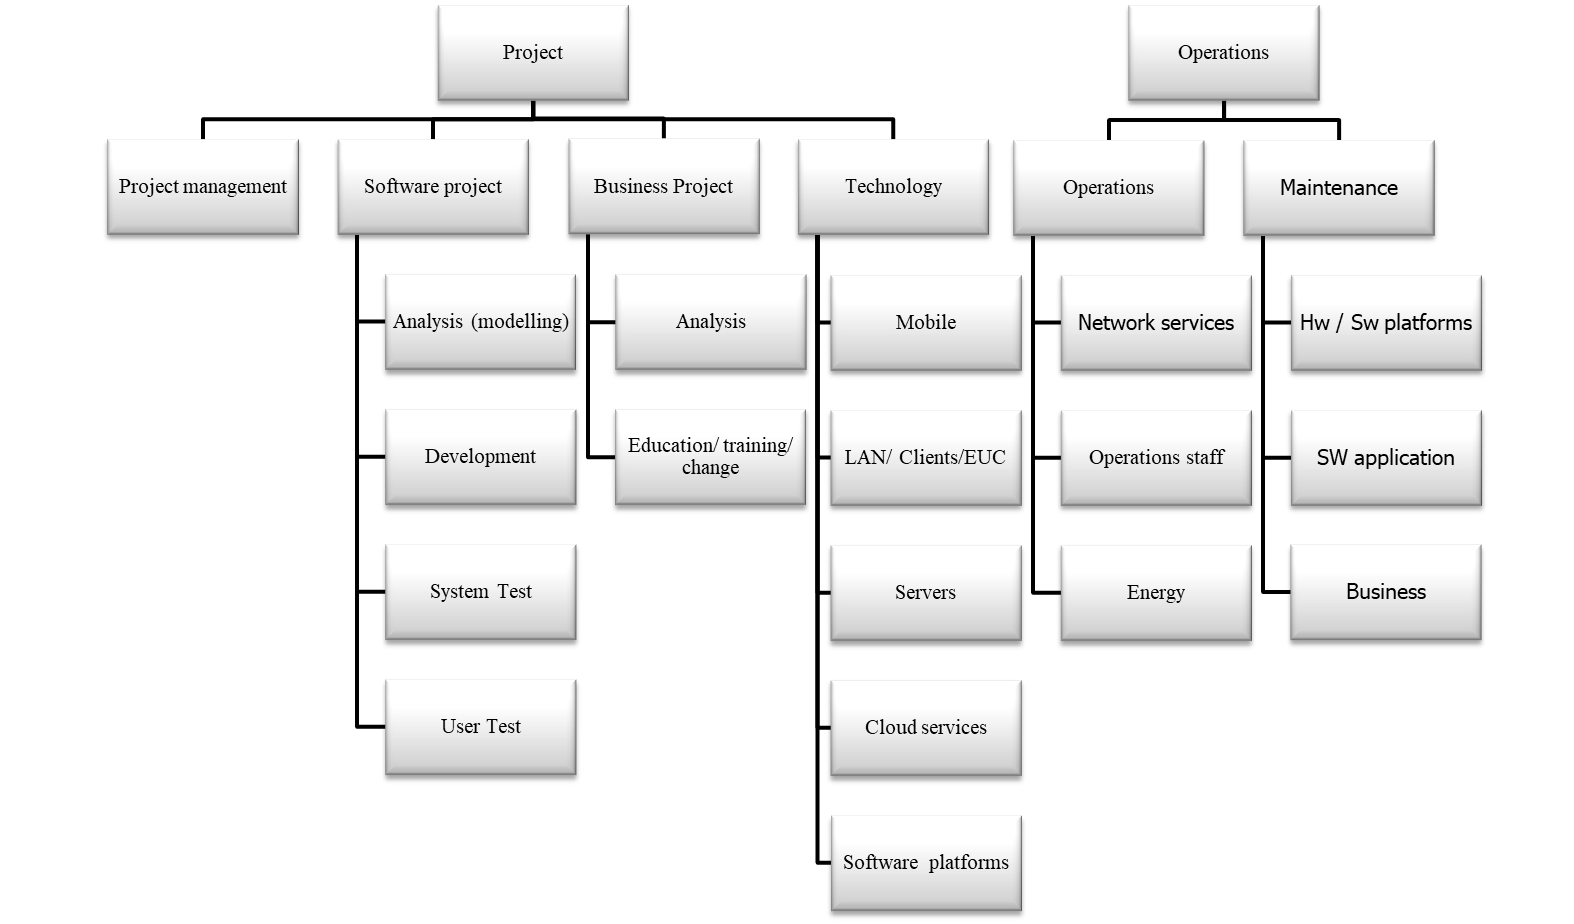 Project
Operations
Project management
Software project
Business Project
Technology
Operations
Maintenance
Analysis (modelling)
Analysis
Mobile
Network services
Hw / Sw platforms
Development
Education/ training/
change
LAN/ Clients/EUC
Operations staff
SW application
System Test
Servers
Energy
Business
User Test
Cloud services
Software platforms